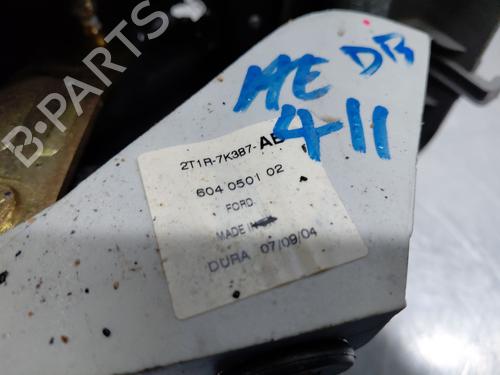 B-PARTS
AE DR
4-11
2T1R-7K387-AB
604 0501 02
FORD
MADE IN
DURA 07/09/04